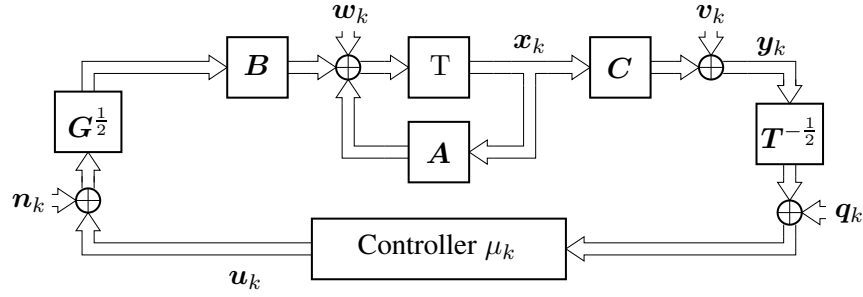 w_k
v_k
B
T
x_k
C
y_k
G^{1/2}
A
T^{-1/2}
n_k
q_k
Controller μ_k
u_k